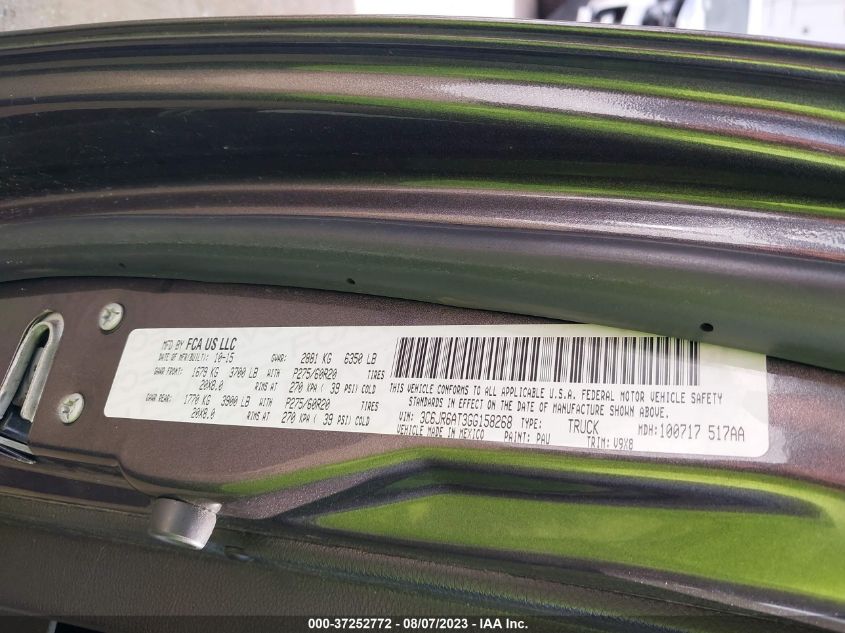 MFD BY FCA US LLC
DATE OF MFR(BUILT): 10-15 GVWR: 2881 KG 6350 LB
GAWR FRONT: 1679 KG 3700 LB WITH P275/60R20 TIRES
20X8.0 RIMS AT 270 KPA ( 39 PSI) COLD
GAWR REAR: 1770 KG 3900 LB WITH P275/60R20 TIRES
20X8.0 RIMS AT 270 KPA ( 39 PSI) COLD
THIS VEHICLE CONFORMS TO ALL APPLICABLE U.S.A. FEDERAL MOTOR VEHICLE SAFETY
STANDARDS IN EFFECT ON THE DATE OF MANUFACTURE SHOWN ABOVE.
VIN: 3C6JR6AT3GG158268 TYPE: TRUCK MDH:100717 517AA
VEHICLE MADE IN MEXICO PAINT: PAU TRIM: V9X8
000-37252772 - 08/07/2023 - IAA Inc.